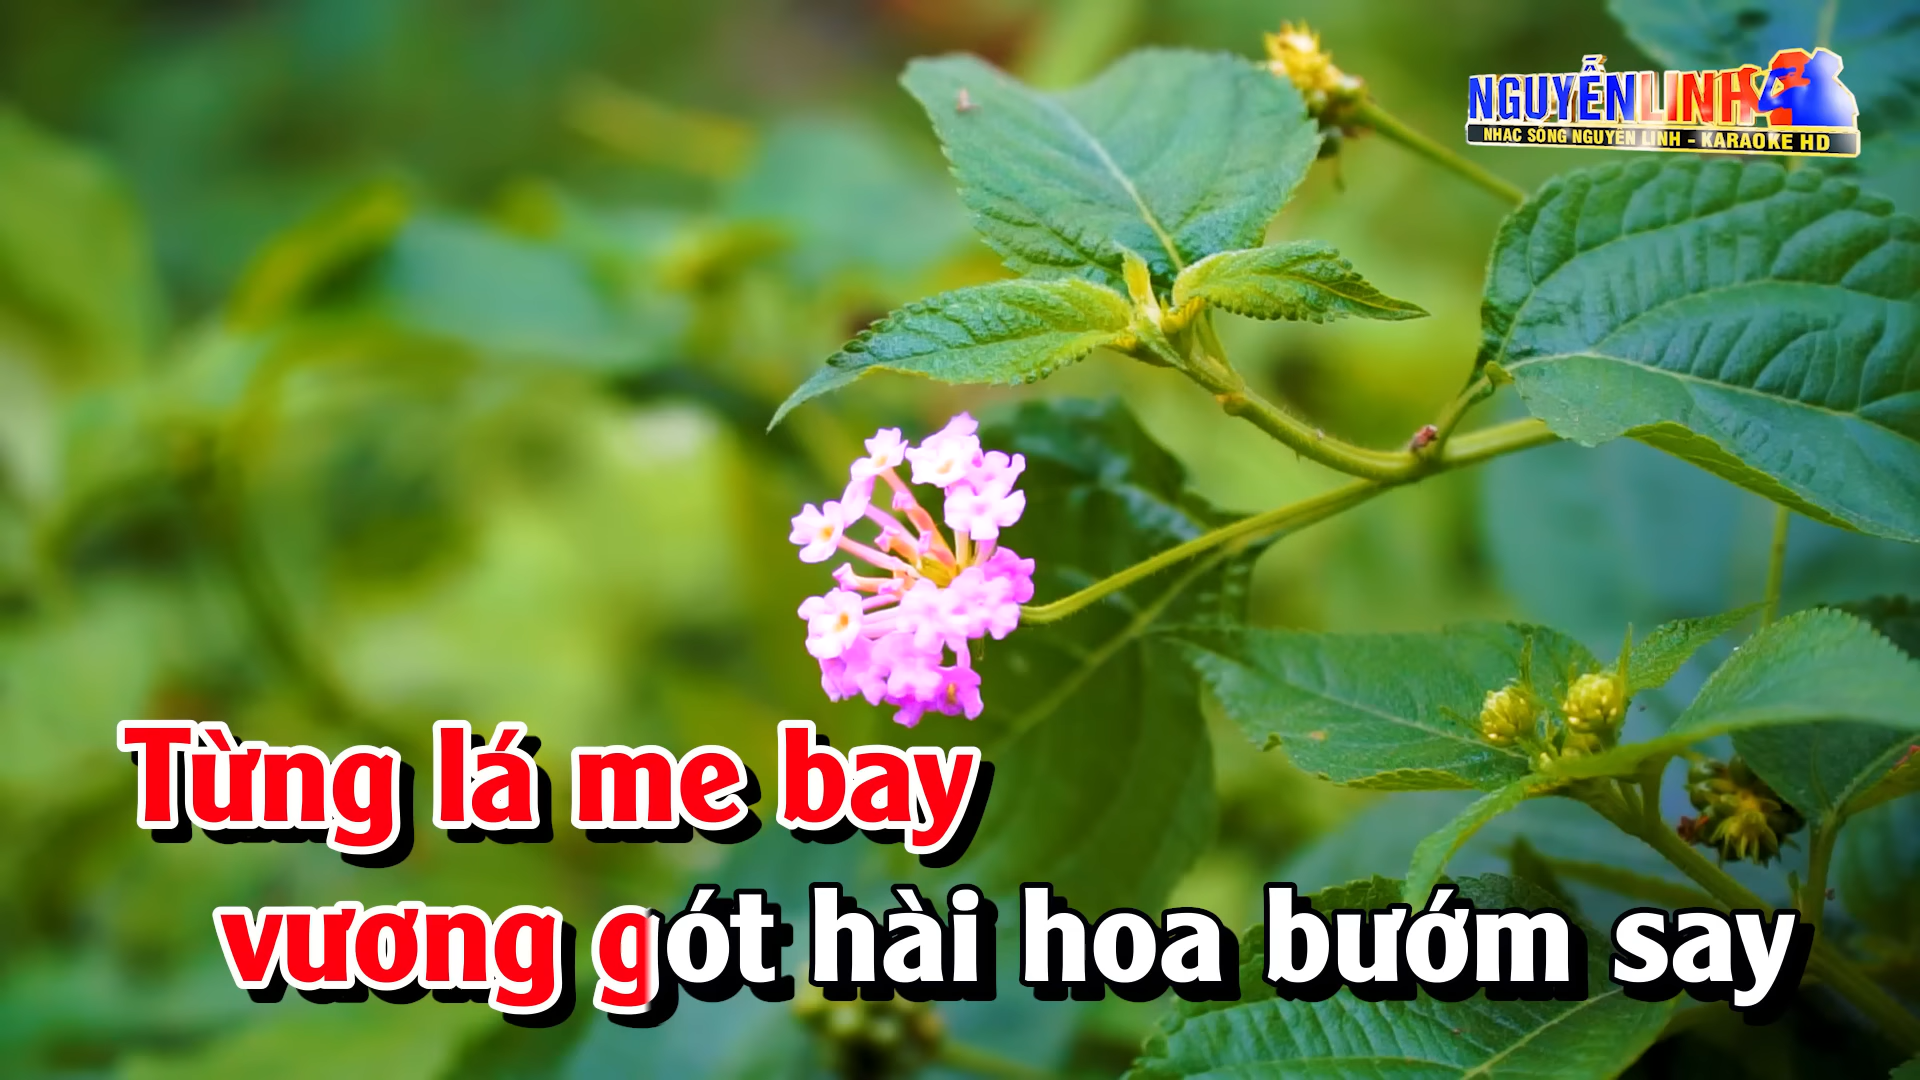 NGUYỄN LINH
NHẠC SỐNG NGUYỄN LINH - KARAOKE HD
Từng lá me bay
vương gót hài hoa bướm say